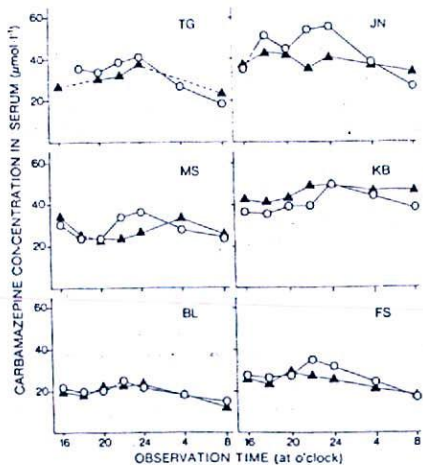 CARBAMAZEPINE CONCENTRATION IN SERUM (μmol·l⁻¹)
TG
JN
60
40
20
MS
KB
60
40
20
BL
FS
60
40
20
16 20 24 4 8
16 20 24 4 8
OBSERVATION TIME (at o'clock)